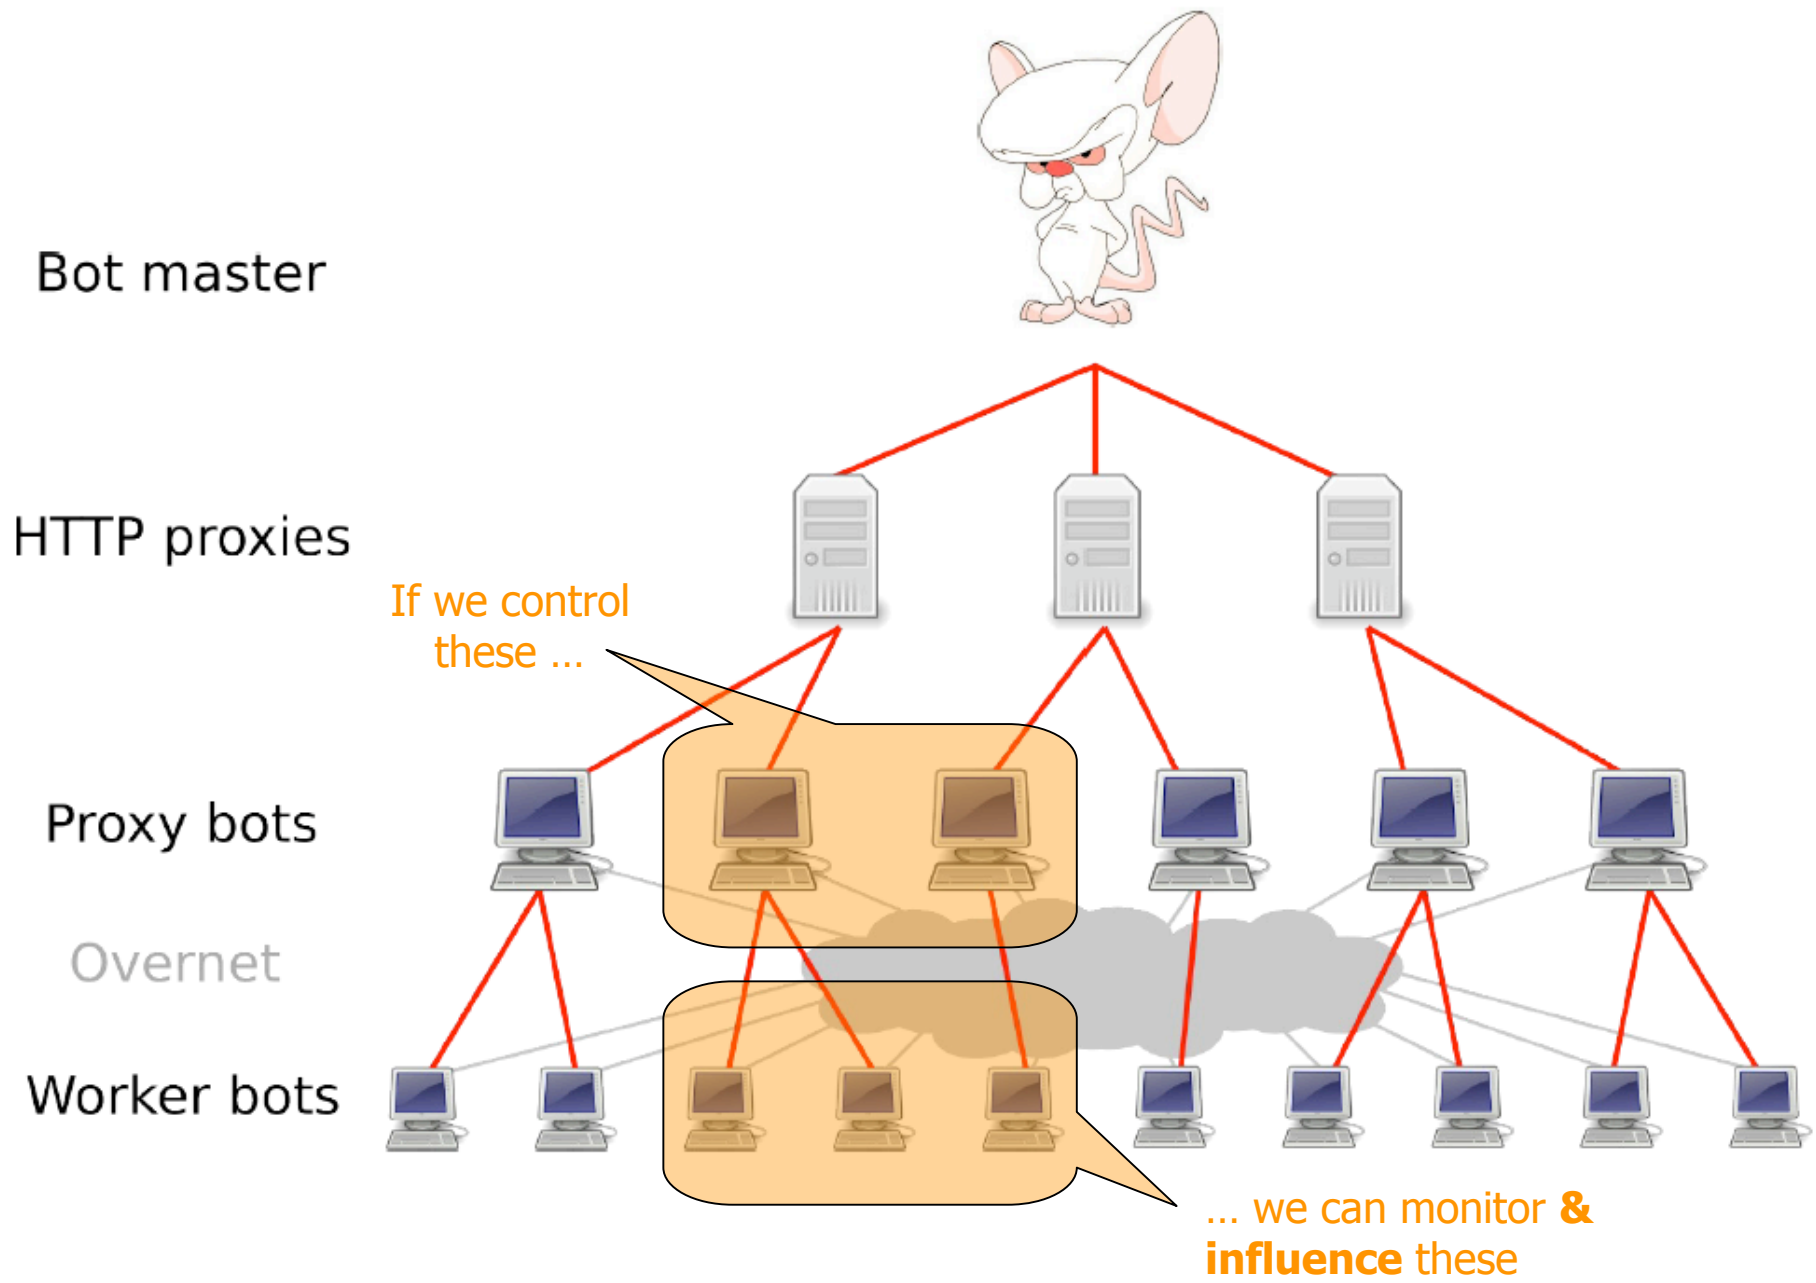 Bot master
HTTP proxies
If we control
these ...
Proxy bots
Overnet
Worker bots
... we can monitor &
influence these